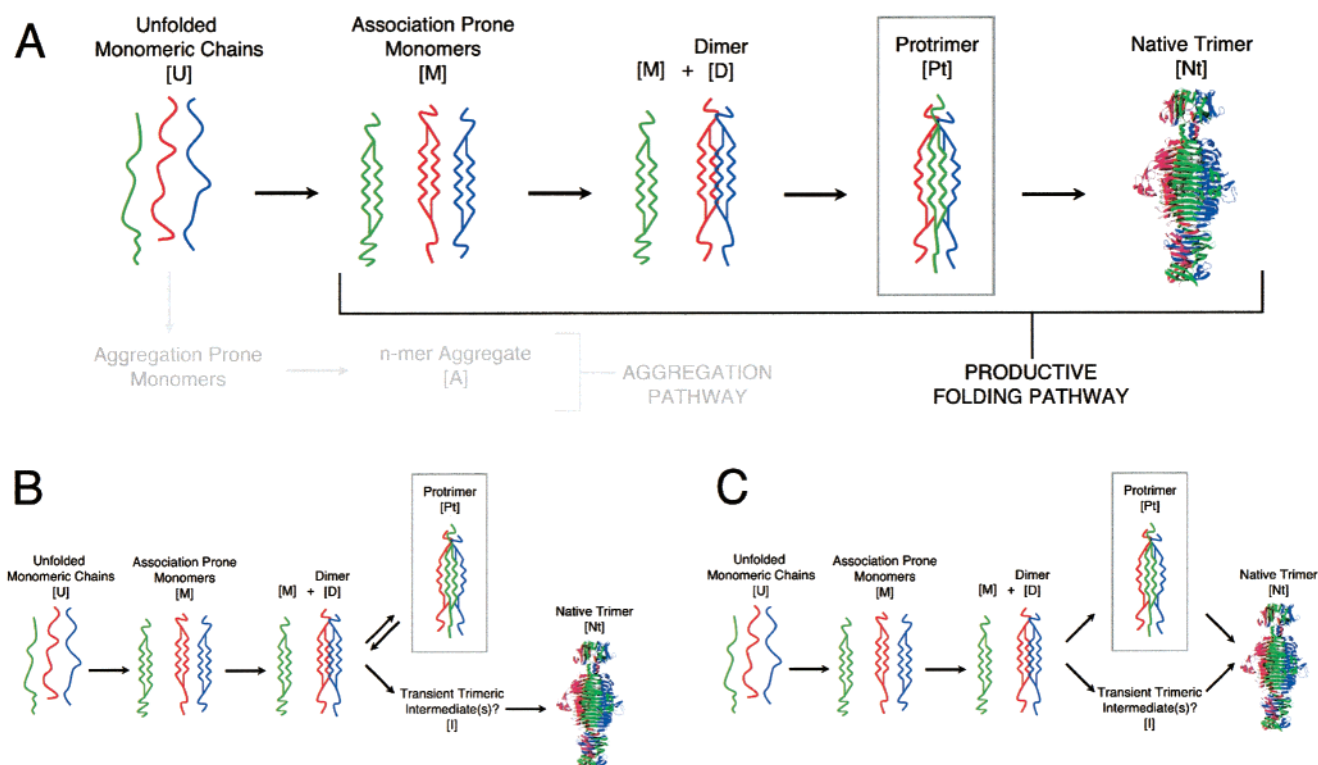 A
Unfolded
Monomeric Chains
[U]
Association Prone
Monomers
[M]
Dimer
[M] + [D]
Protrimer
[Pt]
Native Trimer
[Nt]
Aggregation Prone
Monomers
n-mer Aggregate
[A]
AGGREGATION
PATHWAY
PRODUCTIVE
FOLDING PATHWAY
B
Unfolded
Monomeric Chains
[U]
Association Prone
Monomers
[M]
Dimer
[M] + [D]
Protrimer
[Pt]
Transient Trimeric
Intermediate(s)?
[I]
Native Trimer
[Nt]
C
Unfolded
Monomeric Chains
[U]
Association Prone
Monomers
[M]
Dimer
[M] + [D]
Protrimer
[Pt]
Transient Trimeric
Intermediate(s)?
[I]
Native Trimer
[Nt]